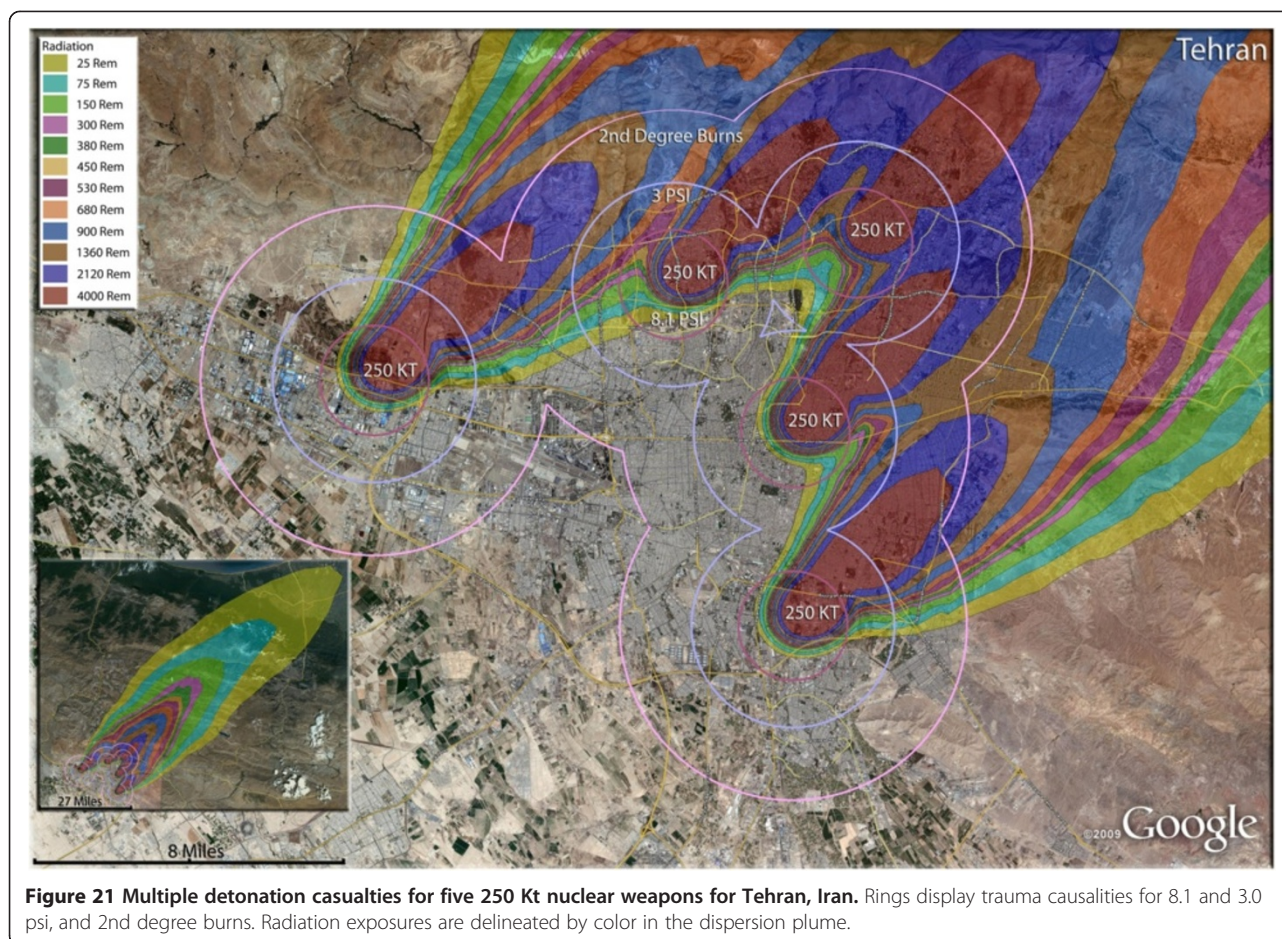 Radiation
25 Rem
75 Rem
150 Rem
300 Rem
380 Rem
450 Rem
530 Rem
680 Rem
900 Rem
1360 Rem
2120 Rem
4000 Rem
Tehran
2nd Degree Burns
3 PSI
250 KT
250 KT
8.1 PSI
250 KT
250 KT
250 KT
27 Miles
8 Miles
©2009 Google
Figure 21 Multiple detonation casualties for five 250 Kt nuclear weapons for Tehran, Iran. Rings display trauma causalities for 8.1 and 3.0
psi, and 2nd degree burns. Radiation exposures are delineated by color in the dispersion plume.